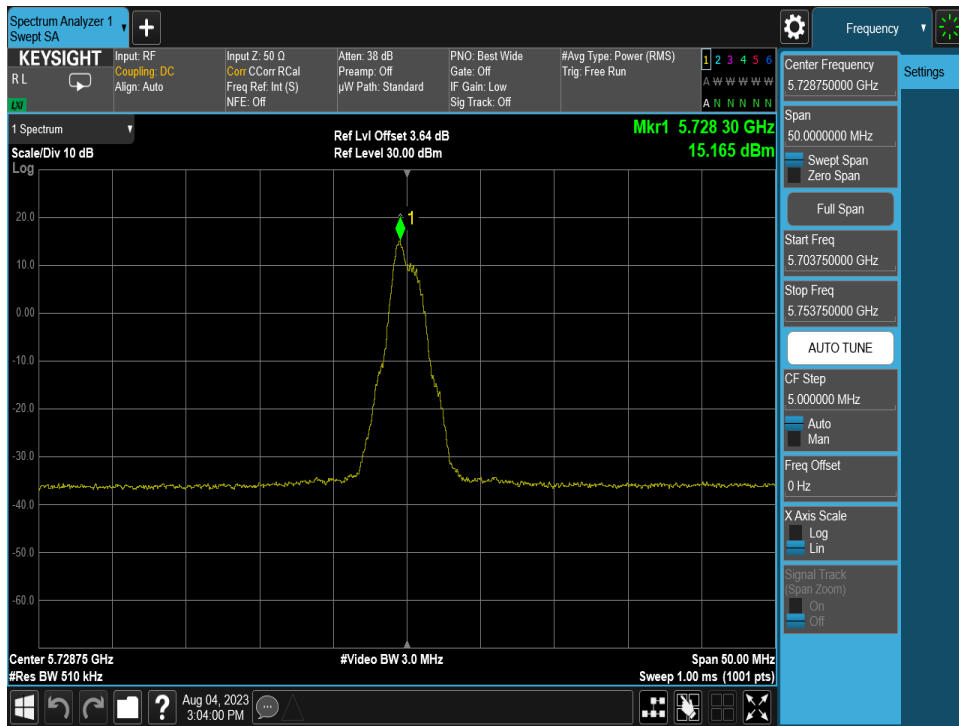 Spectrum Analyzer 1
Swept SA
+
Frequency
KEYSIGHT
R L
LXI
Input: RF
Coupling: DC
Align: Auto
Input Z: 50 Ω
Corr CCorr RCal
Freq Ref: Int (S)
NFE: Off
Atten: 38 dB
Preamp: Off
µW Path: Standard
PNO: Best Wide
Gate: Off
IF Gain: Low
Sig Track: Off
#Avg Type: Power (RMS)
Trig: Free Run
1 2 3 4 5 6
A W W W W W
A N N N N N
1 Spectrum
Scale/Div 10 dB
Log
Ref Lvl Offset 3.64 dB
Ref Level 30.00 dBm
Mkr1 5.728 30 GHz
15.165 dBm
1
20.0
10.0
0.00
-10.0
-20.0
-30.0
-40.0
-50.0
-60.0
Center 5.72875 GHz
#Res BW 510 kHz
#Video BW 3.0 MHz
Span 50.00 MHz
Sweep 1.00 ms (1001 pts)
Center Frequency
5.728750000 GHz
Span
50.0000000 MHz
Swept Span
Zero Span
Full Span
Start Freq
5.703750000 GHz
Stop Freq
5.753750000 GHz
AUTO TUNE
CF Step
5.000000 MHz
Auto
Man
Freq Offset
0 Hz
X Axis Scale
Log
Lin
Signal Track
(Span Zoom)
On
Off
Settings
?
Aug 04, 2023
3:04:00 PM